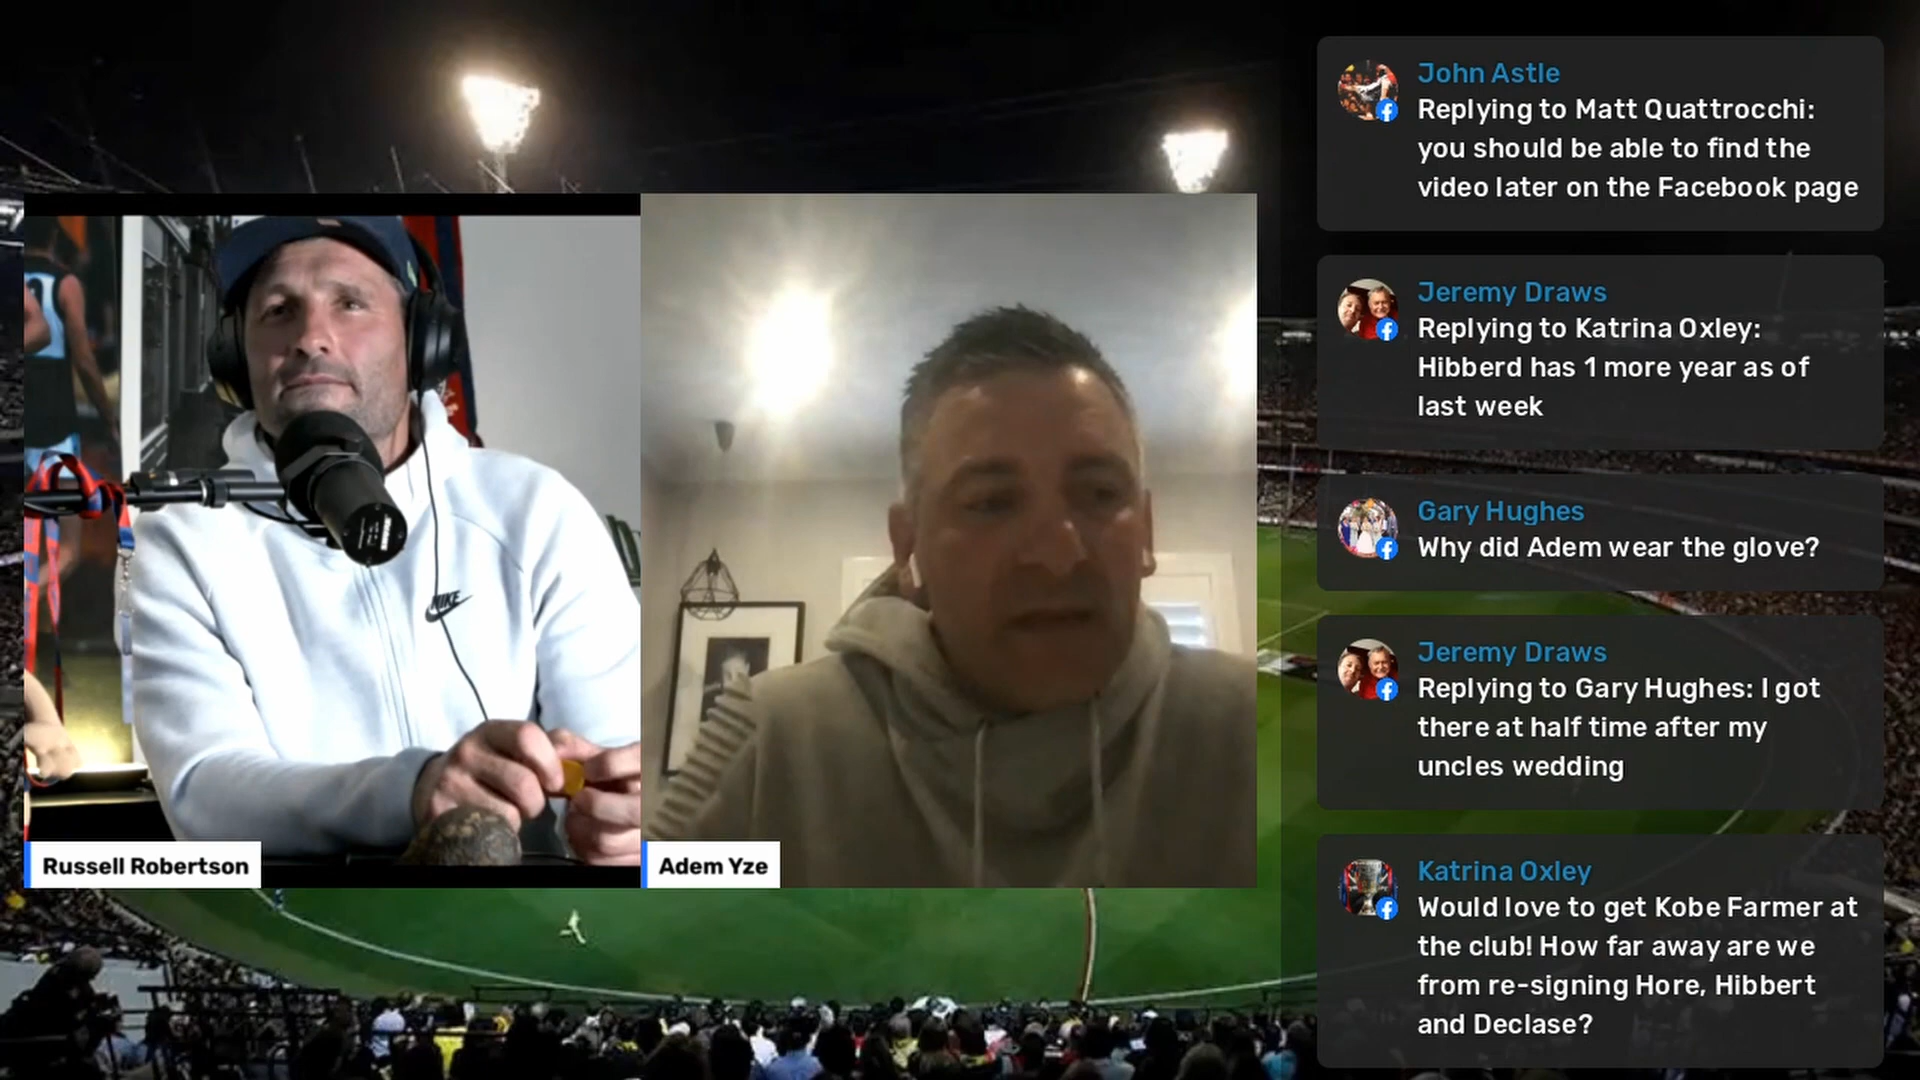 John Astle
Replying to Matt Quattrocchi:
you should be able to find the
video later on the Facebook page
Jeremy Draws
Replying to Katrina Oxley:
Hibberd has 1 more year as of
last week
Gary Hughes
Why did Adem wear the glove?
Jeremy Draws
Replying to Gary Hughes: I got
there at half time after my
uncles wedding
Katrina Oxley
Would love to get Kobe Farmer at
the club! How far away are we
from re-signing Hore, Hibbert
and Declase?
NIKE
Russell Robertson
Adem Yze